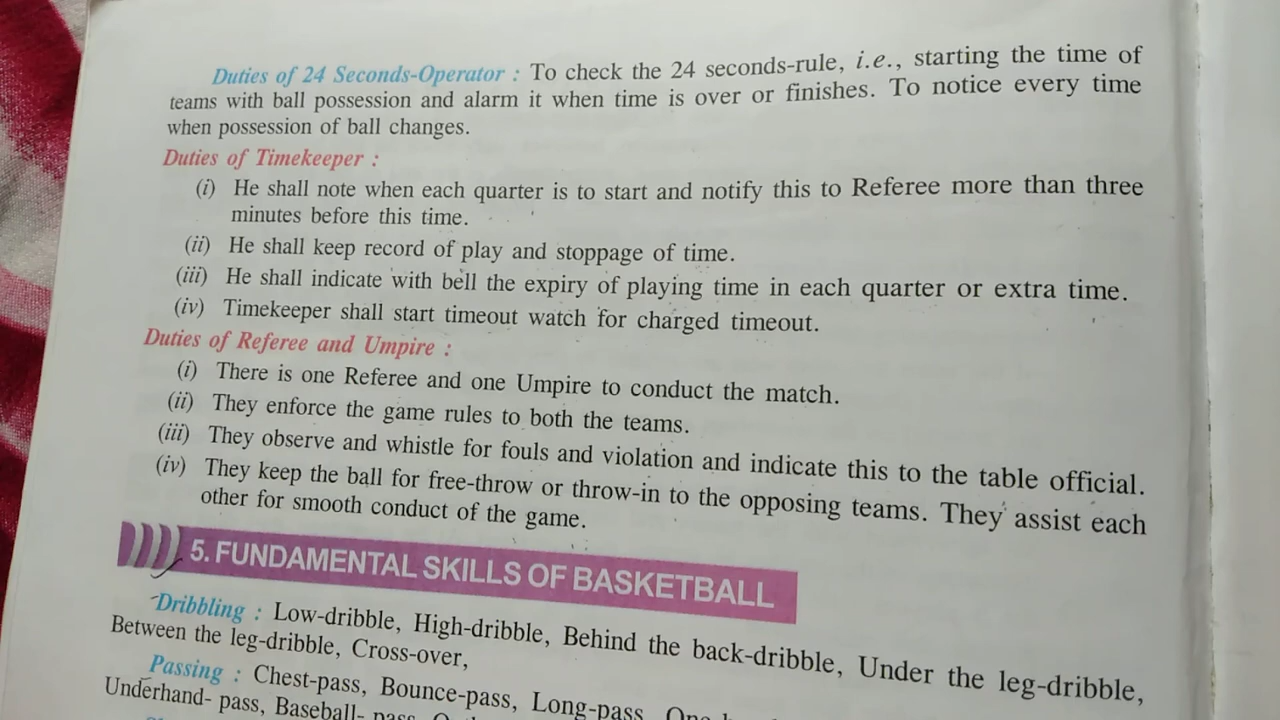 Duties of 24 Seconds-Operator : To check the 24 seconds-rule, i.e., starting the time of
teams with ball possession and alarm it when time is over or finishes. To notice every time
when possession of ball changes.
Duties of Timekeeper :
(i) He shall note when each quarter is to start and notify this to Referee more than three
minutes before this time.
(ii) He shall keep record of play and stoppage of time.
(iii) He shall indicate with bell the expiry of playing time in each quarter or extra time.
(iv) Timekeeper shall start timeout watch for charged timeout.
Duties of Referee and Umpire :
(i) There is one Referee and one Umpire to conduct the match.
(ii) They enforce the game rules to both the teams.
(iii) They observe and whistle for fouls and violation and indicate this to the table official.
(iv) They keep the ball for free-throw or throw-in to the opposing teams. They assist each
other for smooth conduct of the game.
5. FUNDAMENTAL SKILLS OF BASKETBALL
Dribbling : Low-dribble, High-dribble, Behind the back-dribble, Under the leg-dribble,
Between the leg-dribble, Cross-over,
Passing : Chest-pass, Bounce-pass, Long-pass,
Underhand- pass, Baseball- pass,